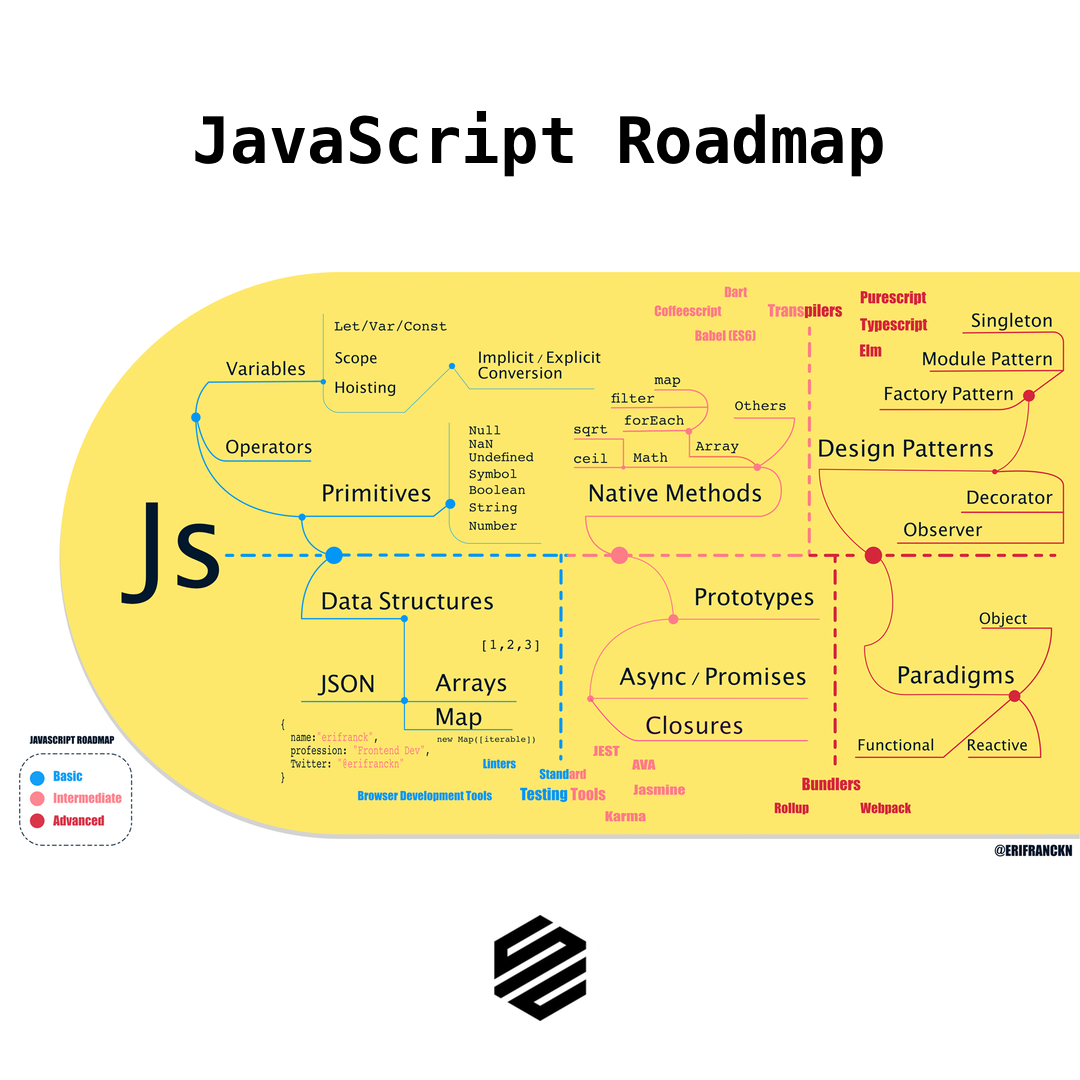 JavaScript Roadmap
Js
Variables
Let/Var/Const
Scope
Hoisting
Implicit / Explicit
Conversion
Operators
Primitives
Null
NaN
Undefined
Symbol
Boolean
String
Number
Data Structures
[1,2,3]
JSON
Arrays
Map
new Map([iterable])
{
name:"erifranck",
profession: "Frontend Dev",
Twitter: "@erifranckn"
}
Linters
Browser Development Tools
Standard
Testing Tools
JEST
AVA
Jasmine
Karma
Dart
Coffeescript
Transpilers
Babel (ES6)
Purescript
Typescript
Elm
map
filter
forEach
Others
sqrt
ceil
Math
Array
Native Methods
Prototypes
Async / Promises
Closures
Singleton
Module Pattern
Factory Pattern
Design Patterns
Decorator
Observer
Object
Paradigms
Functional
Reactive
Bundlers
Rollup
Webpack
JAVASCRIPT ROADMAP
Basic
Intermediate
Advanced
@ERIFRANCKN